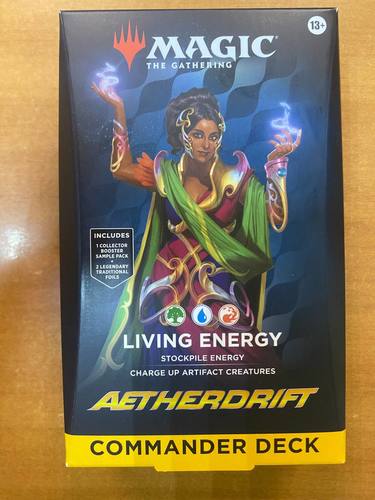 13+
MAGIC
THE GATHERING
INCLUDES
1 COLLECTOR
BOOSTER
SAMPLE PACK
+
2 LEGENDARY
TRADITIONAL
FOILS
LIVING ENERGY
STOCKPILE ENERGY
CHARGE UP ARTIFACT CREATURES
AETHERDRIFT
COMMANDER DECK